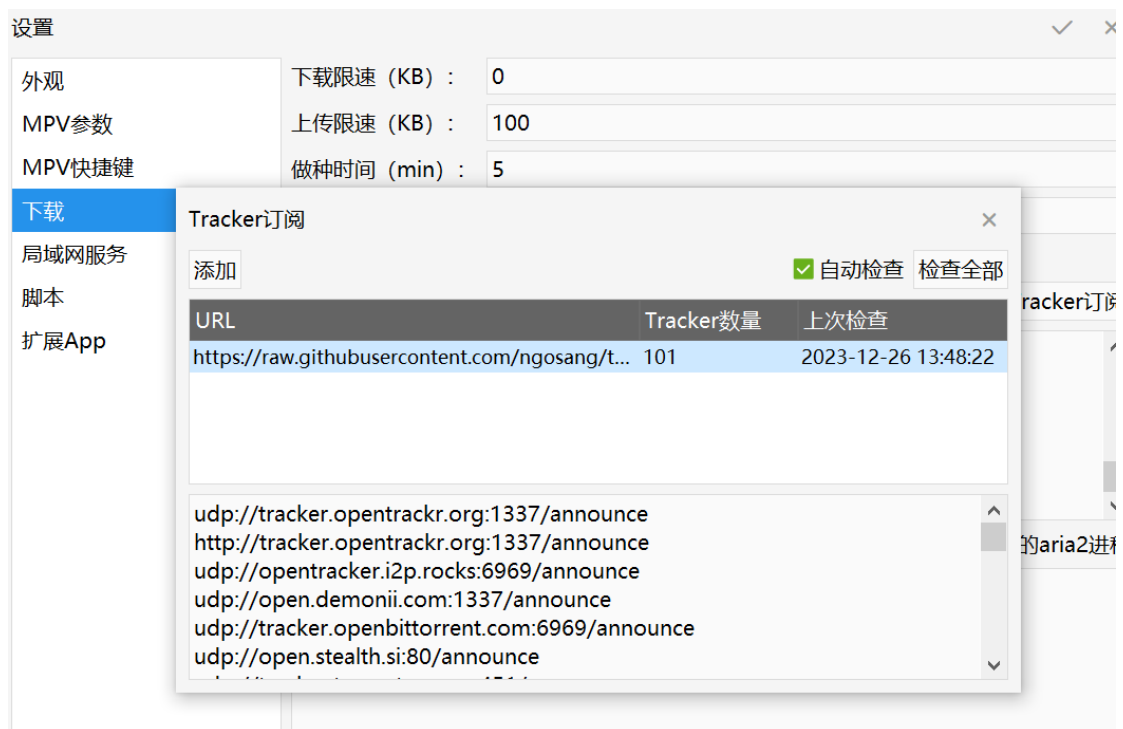 设置
外观
MPV参数
MPV快捷键
下载
局域网服务
脚本
扩展App
下载限速（KB）: 0
上传限速（KB）: 100
做种时间（min）: 5
racker订阅
的aria2进
Tracker订阅
添加
自动检查 检查全部
URL Tracker数量 上次检查
https://raw.githubusercontent.com/ngosang/t... 101 2023-12-26 13:48:22
udp://tracker.opentrackr.org:1337/announce
http://tracker.opentrackr.org:1337/announce
udp://opentracker.i2p.rocks:6969/announce
udp://open.demonii.com:1337/announce
udp://tracker.openbittorrent.com:6969/announce
udp://open.stealth.si:80/announce